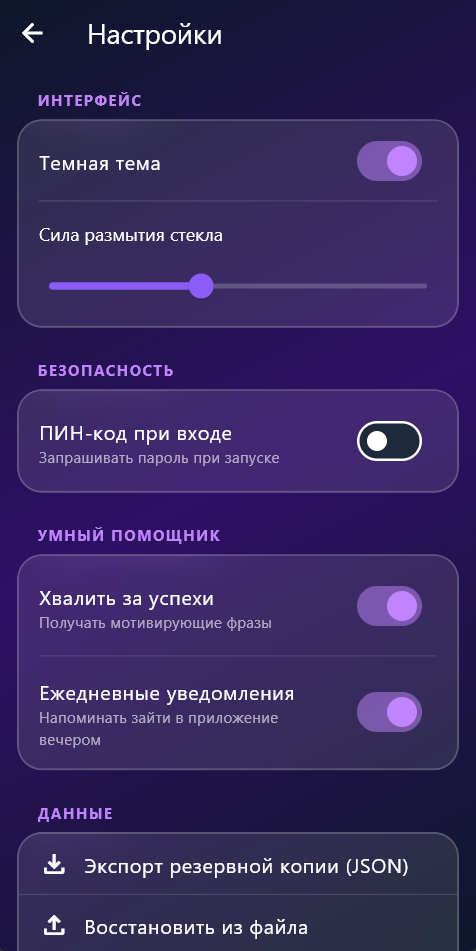 Настройки
ИНТЕРФЕЙС
Темная тема
Сила размытия стекла
БЕЗОПАСНОСТЬ
ПИН-код при входе
Запрашивать пароль при запуске
УМНЫЙ ПОМОЩНИК
Хвалить за успехи
Получать мотивирующие фразы
Ежедневные уведомления
Напоминать зайти в приложение
вечером
ДАННЫЕ
Экспорт резервной копии (JSON)
Восстановить из файла